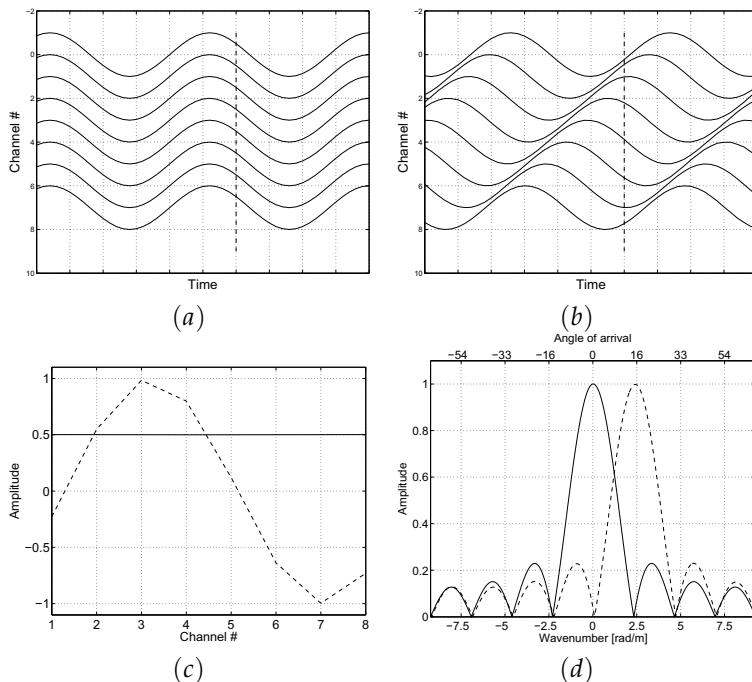 −2
0
2
4
6
8
10
Channel #
Time
(a)
−2
0
2
4
6
8
10
Channel #
Time
(b)
1
0.5
0
−0.5
−1
Amplitude
1 2 3 4 5 6 7 8
Channel #
(c)
Angle of arrival
−54 −33 −16 0 16 33 54
1
0.8
0.6
0.4
0.2
0
Amplitude
−7.5 −5 −2.5 0 2.5 5 7.5
Wavenumber [rad/m]
(d)